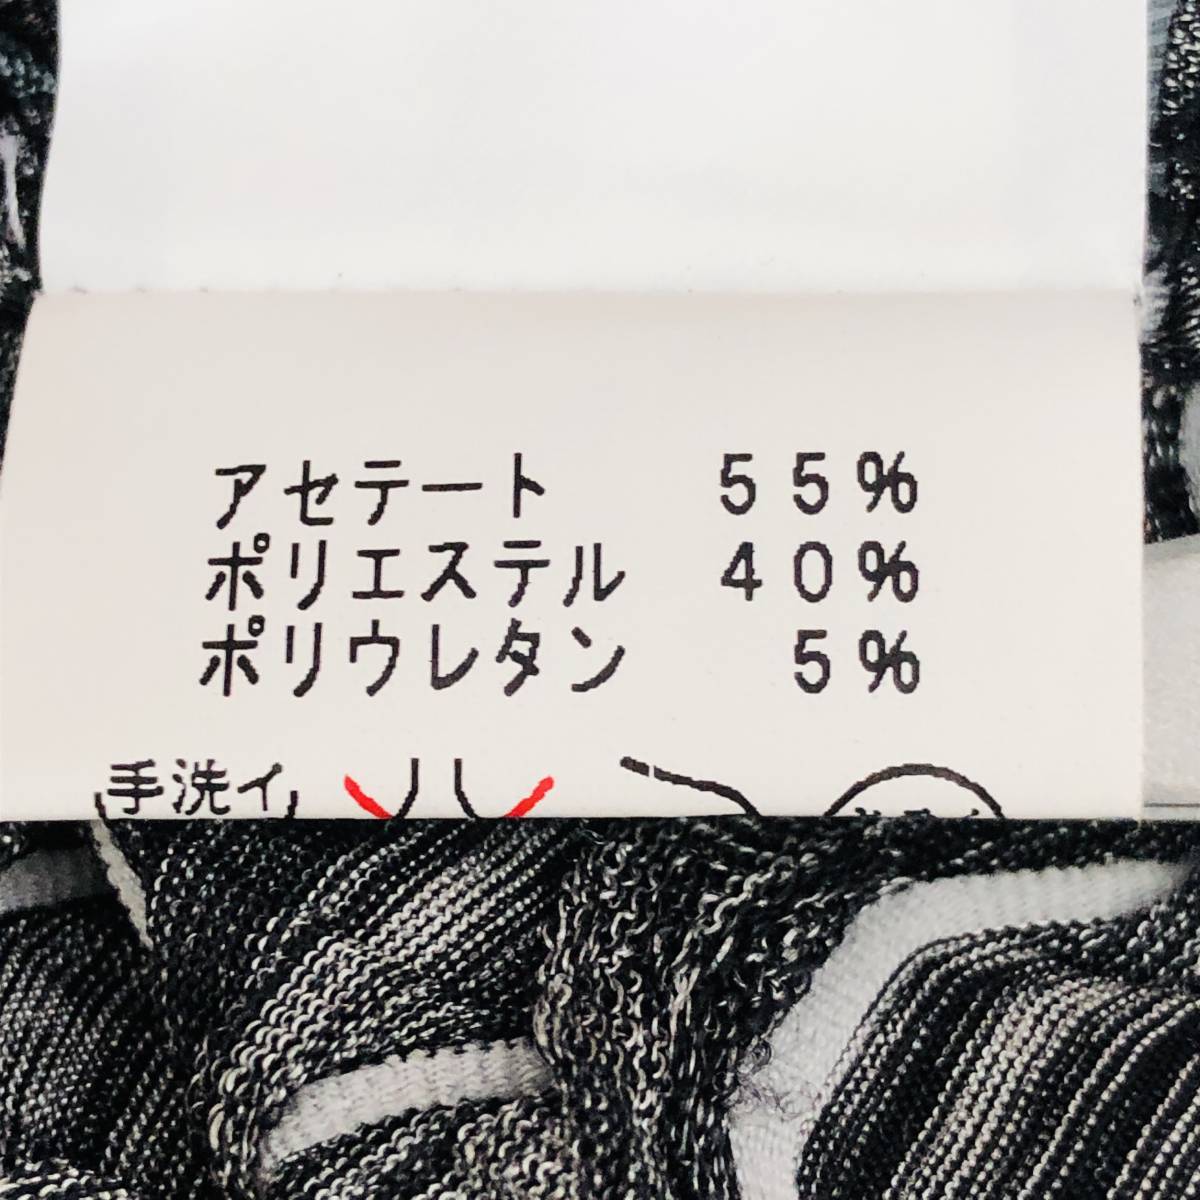 アセテート 55%
ポリエステル 40%
ポリウレタン 5%
手洗イ